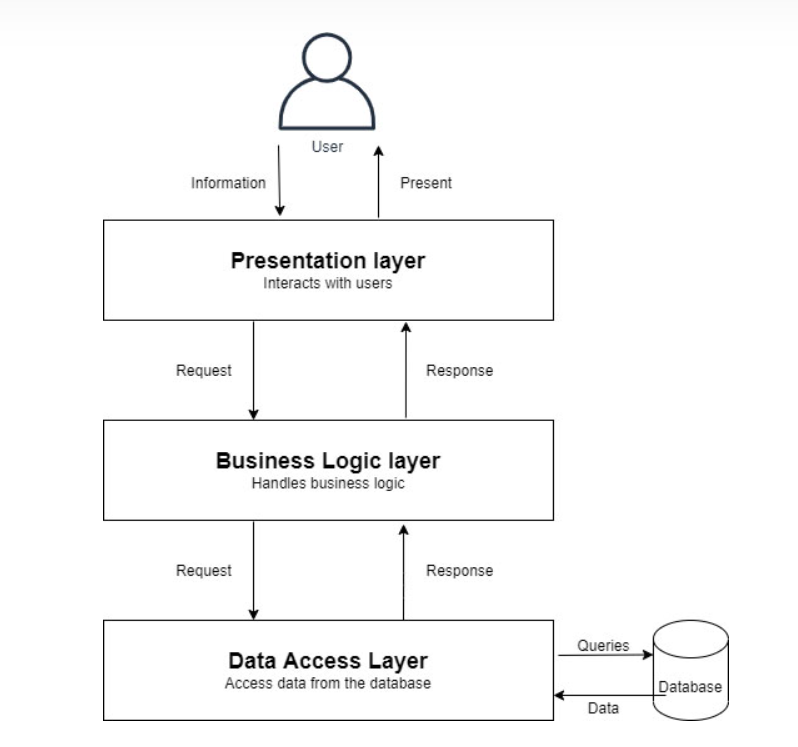 User
Information
Present
Presentation layer
Interacts with users
Request
Response
Business Logic layer
Handles business logic
Request
Response
Data Access Layer
Access data from the database
Queries
Database
Data